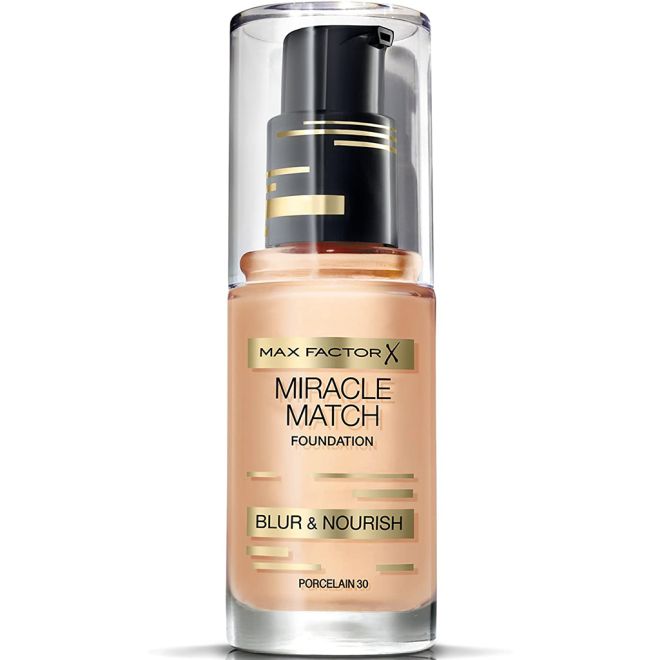 MAX FACTOR X
MIRACLE
MATCH
FOUNDATION
BLUR & NOURISH
PORCELAIN 30